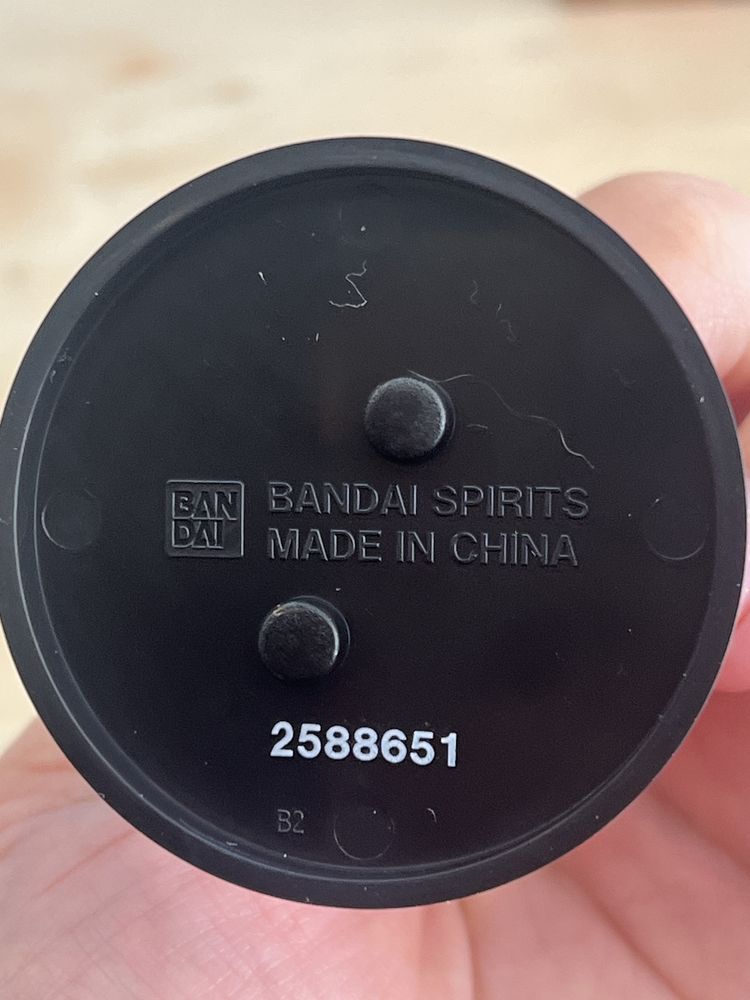 BAN
DAI
BANDAI SPIRITS
MADE IN CHINA
2588651
B2